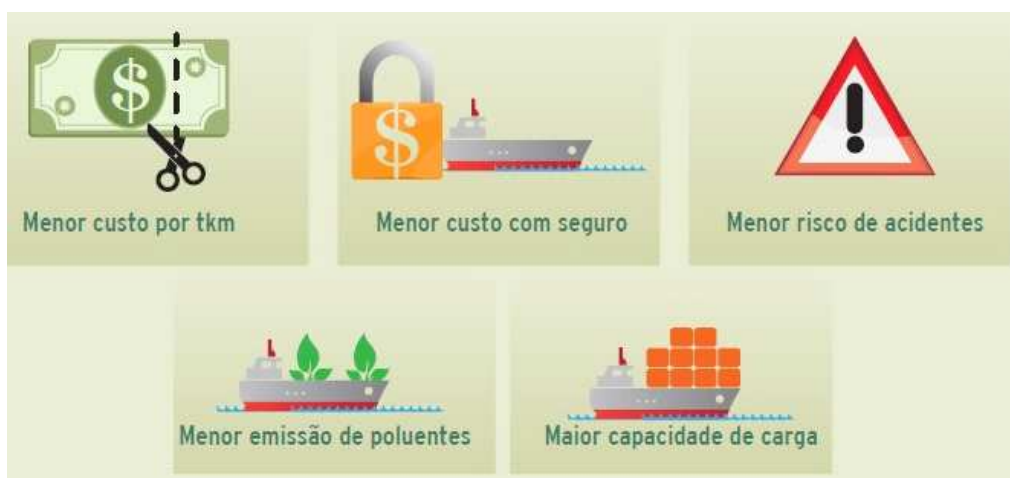 $
$
Menor custo por tkm
Menor custo com seguro
Menor risco de acidentes
Menor emissão de poluentes
Maior capacidade de carga